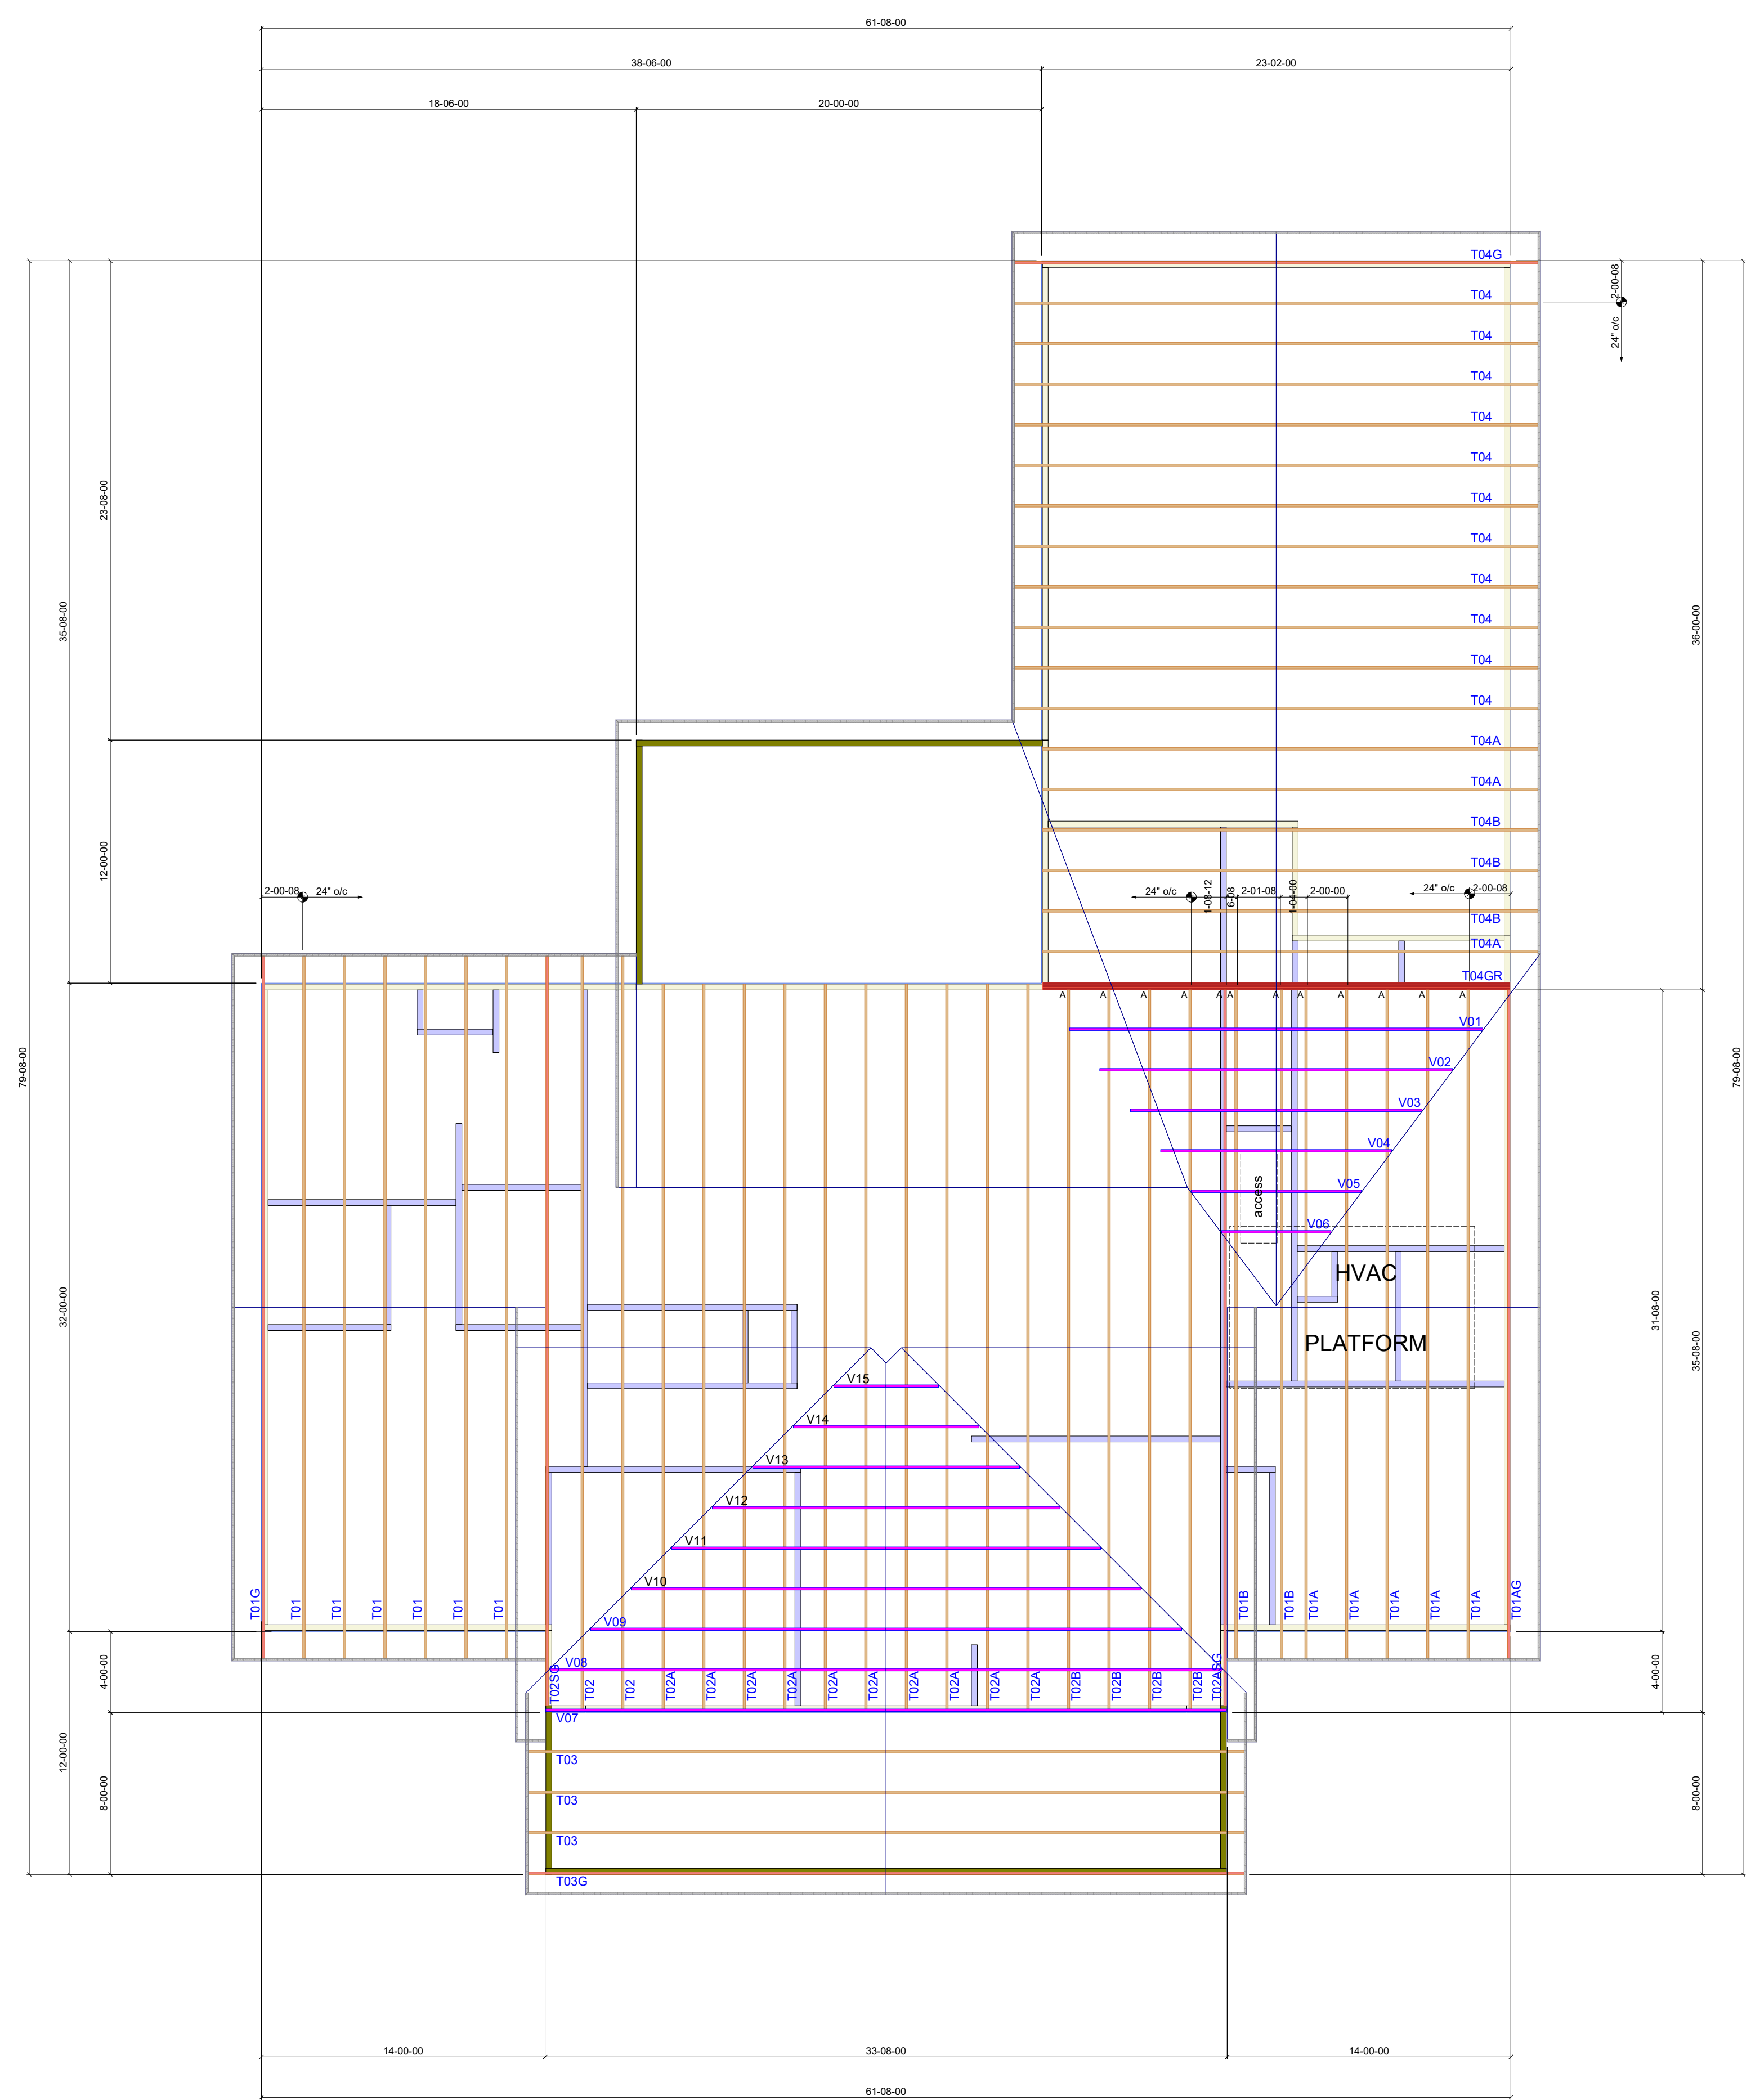 61-08-00
38-06-00
23-02-00
18-06-00
20-00-00
T04G
2-00-08
24" o/c
T04
T04
T04
T04
T04
T04
T04
T04
T04
T04
T04
T04A
T04A
T04B
T04B
T04B
T04A
T04GR
79-08-00
35-08-00
23-08-00
12-00-00
36-00-00
79-08-00
2-00-08
24" o/c
24" o/c
1-08-12
6-08
2-01-08
1-04-00
2-00-00
24" o/c
2-00-08
A
A
A
A
A
A
A
A
A
A
A
A
V01
V02
V03
V04
V05
V06
access
HVAC
PLATFORM
32-00-00
31-08-00
35-08-00
V15
V14
V13
V12
V11
V10
V09
V08
T01G
T01
T01
T01
T01
T01
T01
T02SG
T02
T02
T02A
T02A
T02A
T02A
T02A
T02A
T02A
T02A
T02A
T02A
T02B
T02B
T02B
T02B
T02ASG
T01B
T01B
T01A
T01A
T01A
T01A
T01A
T01AG
4-00-00
4-00-00
V07
T03
T03
T03
T03G
12-00-00
8-00-00
8-00-00
14-00-00
33-08-00
14-00-00
61-08-00